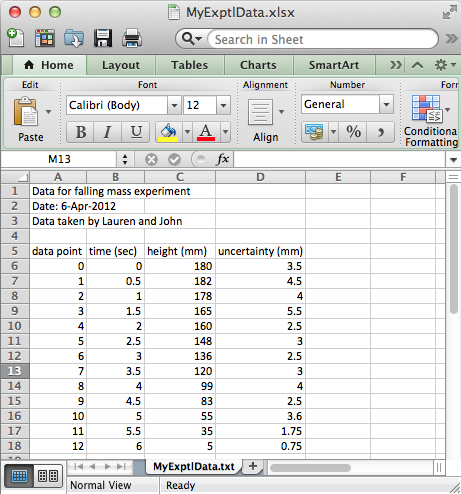 MyExptlData.xlsx
Search in Sheet
Home Layout Tables Charts SmartArt
Edit Font Alignment Number
Calibri (Body) 12 General
Paste B I U A Align % Conditional
Formatting
M13 fx
A B C D E F
1 Data for falling mass experiment
2 Date: 6-Apr-2012
3 Data taken by Lauren and John
4
5 data point time (sec) height (mm) uncertainty (mm)
6 0 0 180 3.5
7 1 0.5 182 4.5
8 2 1 178 4
9 3 1.5 165 5.5
10 4 2 160 2.5
11 5 2.5 148 3
12 6 3 136 2.5
13 7 3.5 120 3
14 8 4 99 4
15 9 4.5 83 2.5
16 10 5 55 3.6
17 11 5.5 35 1.75
18 12 6 5 0.75
MyExptlData.txt
Normal View Ready